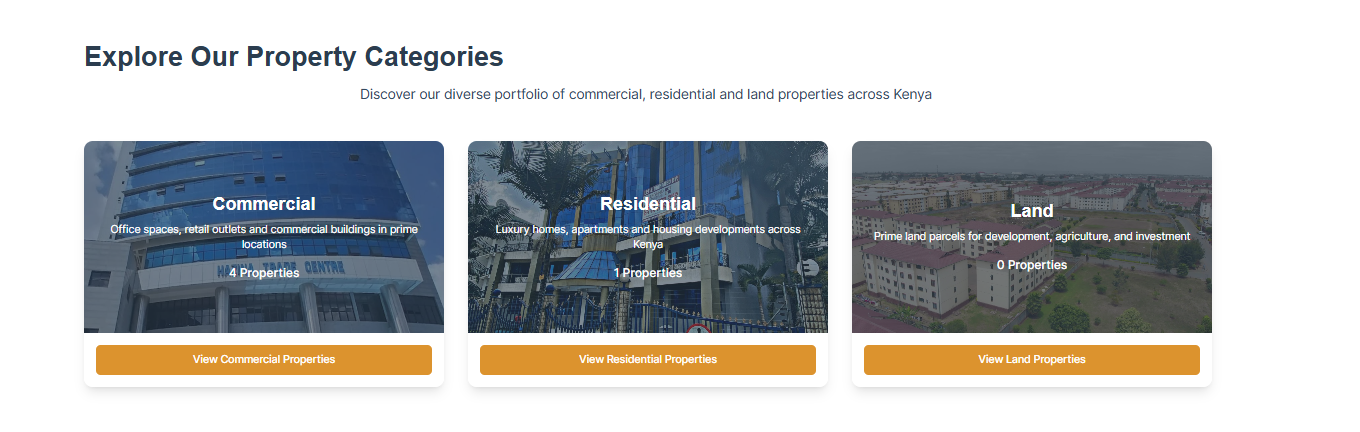 Explore Our Property Categories
Discover our diverse portfolio of commercial, residential and land properties across Kenya
Commercial
Office spaces, retail outlets and commercial buildings in prime
locations
TRADE CENTRE
4 Properties
View Commercial Properties
Residential
Luxury homes, apartments and housing developments across
Kenya
1 Properties
View Residential Properties
Land
Prime land parcels for development, agriculture, and investment
0 Properties
View Land Properties